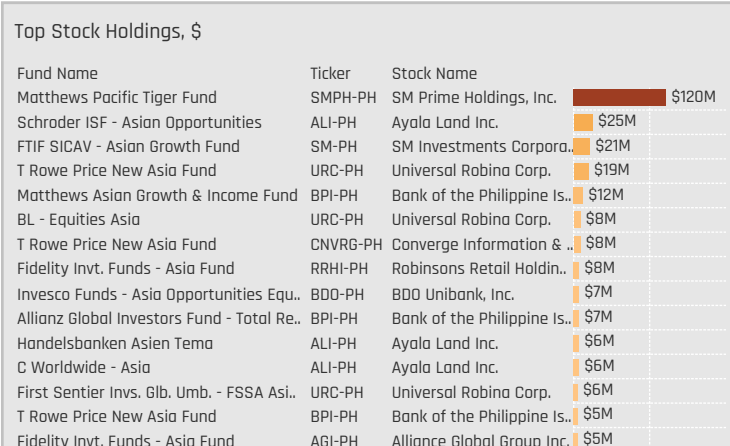 Top Stock Holdings, $
Fund Name Ticker Stock Name
Matthews Pacific Tiger Fund SMPH-PH SM Prime Holdings, Inc. $120M
Schroder ISF - Asian Opportunities ALI-PH Ayala Land Inc. $25M
FTIF SICAV - Asian Growth Fund SM-PH SM Investments Corpora.. $21M
T Rowe Price New Asia Fund URC-PH Universal Robina Corp. $19M
Matthews Asian Growth & Income Fund BPI-PH Bank of the Philippine Is.. $12M
BL - Equities Asia URC-PH Universal Robina Corp. $8M
T Rowe Price New Asia Fund CNVRG-PH Converge Information & .. $8M
Fidelity Invt. Funds - Asia Fund RRHI-PH Robinsons Retail Holdin.. $8M
Invesco Funds - Asia Opportunities Equ.. BDO-PH BDO Unibank, Inc. $7M
Allianz Global Investors Fund - Total Re.. BPI-PH Bank of the Philippine Is.. $7M
Handelsbanken Asien Tema ALI-PH Ayala Land Inc. $6M
C Worldwide - Asia ALI-PH Ayala Land Inc. $6M
First Sentier Invs. Glb. Umb. - FSSA Asi.. URC-PH Universal Robina Corp. $6M
T Rowe Price New Asia Fund BPI-PH Bank of the Philippine Is.. $5M
Fidelity Invt. Funds - Asia Fund AGI-PH Alliance Global Group Inc. $5M